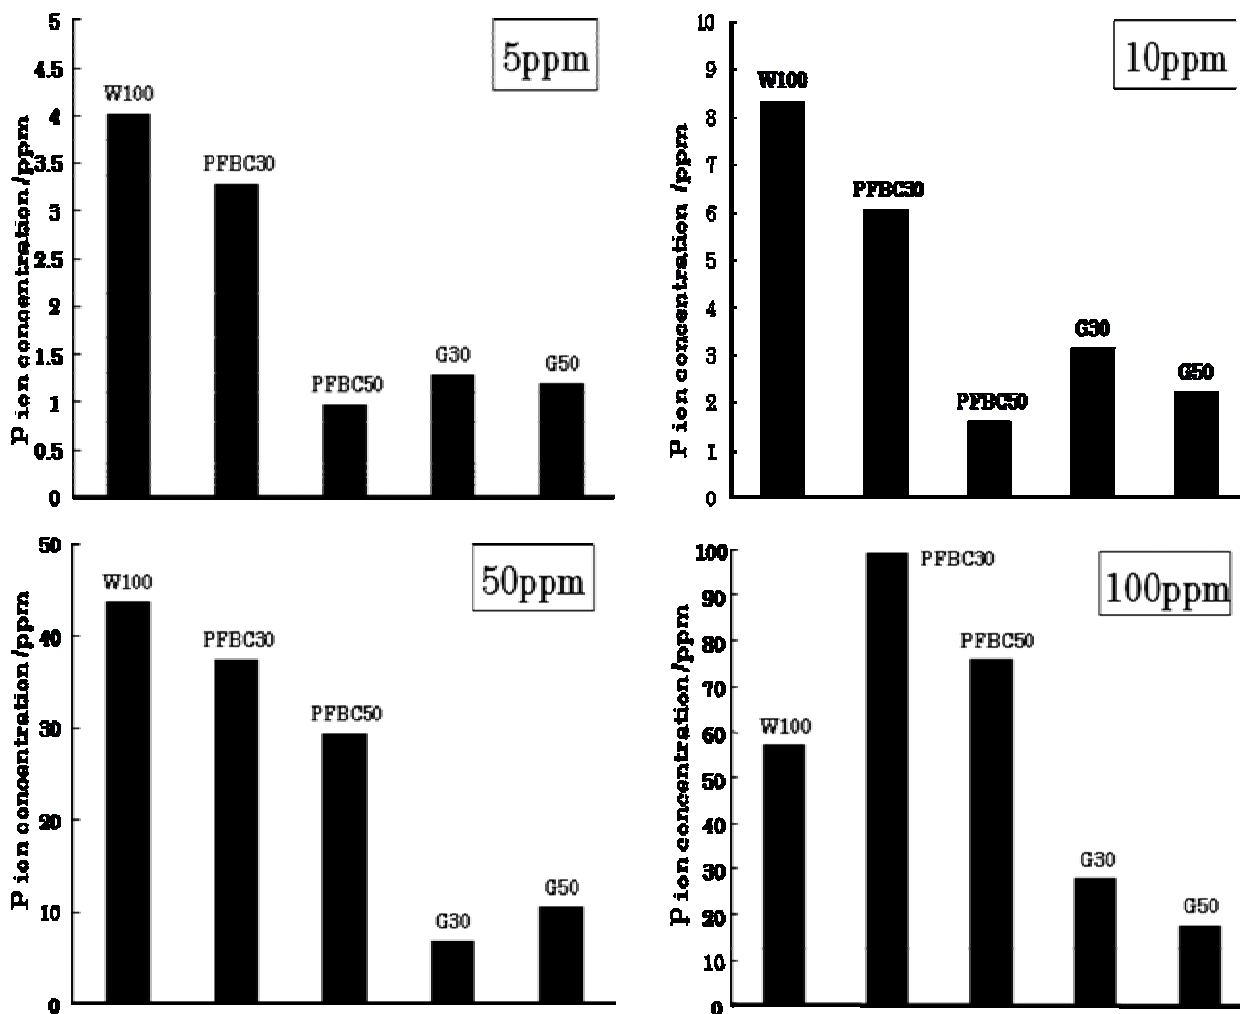 5ppm
P ion concentration/ppm
5
4.5
4
3.5
3
2.5
2
1.5
1
0.5
0
W100
PFBC30
PFBC50
G30
G50
10ppm
P ion concentration /ppm
10
9
8
7
6
5
4
3
2
1
0
W100
PFBC30
PFBC50
G30
G50
50ppm
P ion concentration/ppm
50
40
30
20
10
0
W100
PFBC30
PFBC50
G30
G50
100ppm
P ion concentration/ppm
100
90
80
70
60
50
40
30
20
10
0
W100
PFBC30
PFBC50
G30
G50